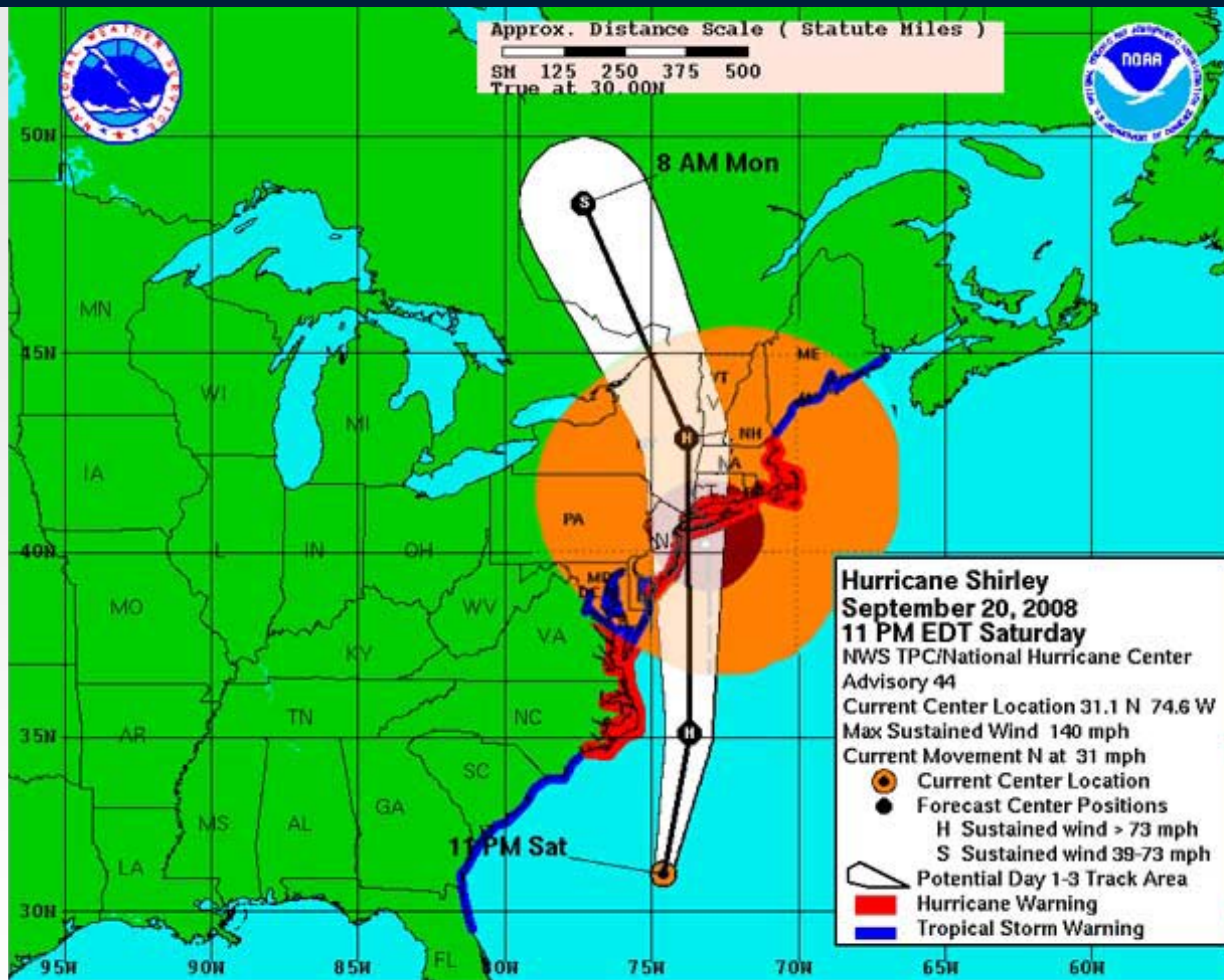 Approx. Distance Scale ( Statute Miles )
SM 125 250 375 500
True at 30.00N
NATIONAL WEATHER SERVICE
NOAA
50N
8 AM Mon
S
MN
45N
ME
VT
WI
MI
H
NH
IA
PA
IN
OH
40N
MO
WV
VA
KY
TN
NC
H
AR
35N
SC
MS
AL
GA
11 PM Sat
LA
30N
FL
95W 90W 80W 75W 70W 65W 60W
Hurricane Shirley
September 20, 2008
11 PM EDT Saturday
NWS TPC/National Hurricane Center
Advisory 44
Current Center Location 31.1 N 74.6 W
Max Sustained Wind 140 mph
Current Movement N at 31 mph
Current Center Location
Forecast Center Positions
H Sustained wind > 73 mph
S Sustained wind 39-73 mph
Potential Day 1-3 Track Area
Hurricane Warning
Tropical Storm Warning